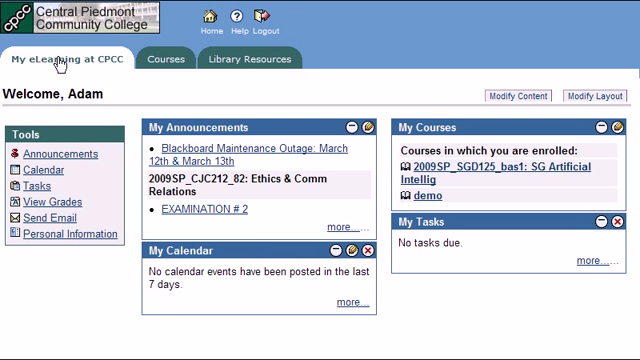 cpcc
Central Piedmont
Community College
Home Help Logout
My eLearning at CPCC
Courses
Library Resources
Welcome, Adam
Modify Content
Modify Layout
Tools
Announcements
Calendar
Tasks
View Grades
Send Email
Personal Information
My Announcements
Blackboard Maintenance Outage: March
12th & March 13th
2009SP_CJC212_82: Ethics & Comm
Relations
EXAMINATION # 2
more......
My Calendar
No calendar events have been posted in the last
7 days.
more...
My Courses
Courses in which you are enrolled:
2009SP_SGD125_bas1: SG Artificial
Intellig
demo
My Tasks
No tasks due.
more......